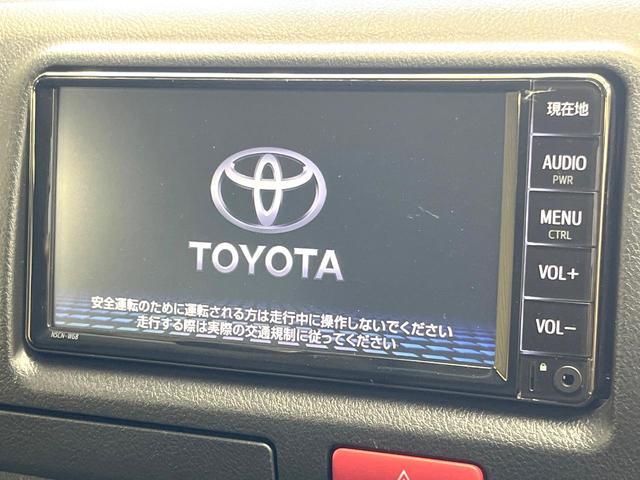 TOYOTA
安全運転のために運転される方は走行中に操作しないでください
走行する際は実際の交通規制に従ってください
NSCN-W68
現在地
AUDIO
PWR
MENU
CTRL
VOL+
VOL-